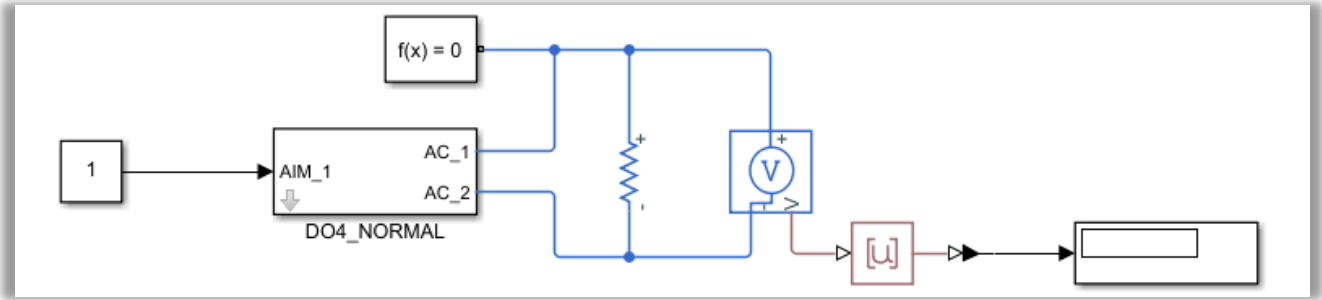 f(x) = 0
1
AIM_1
AC_1
AC_2
DO4_NORMAL
+
-
+
V
-
V
[u]